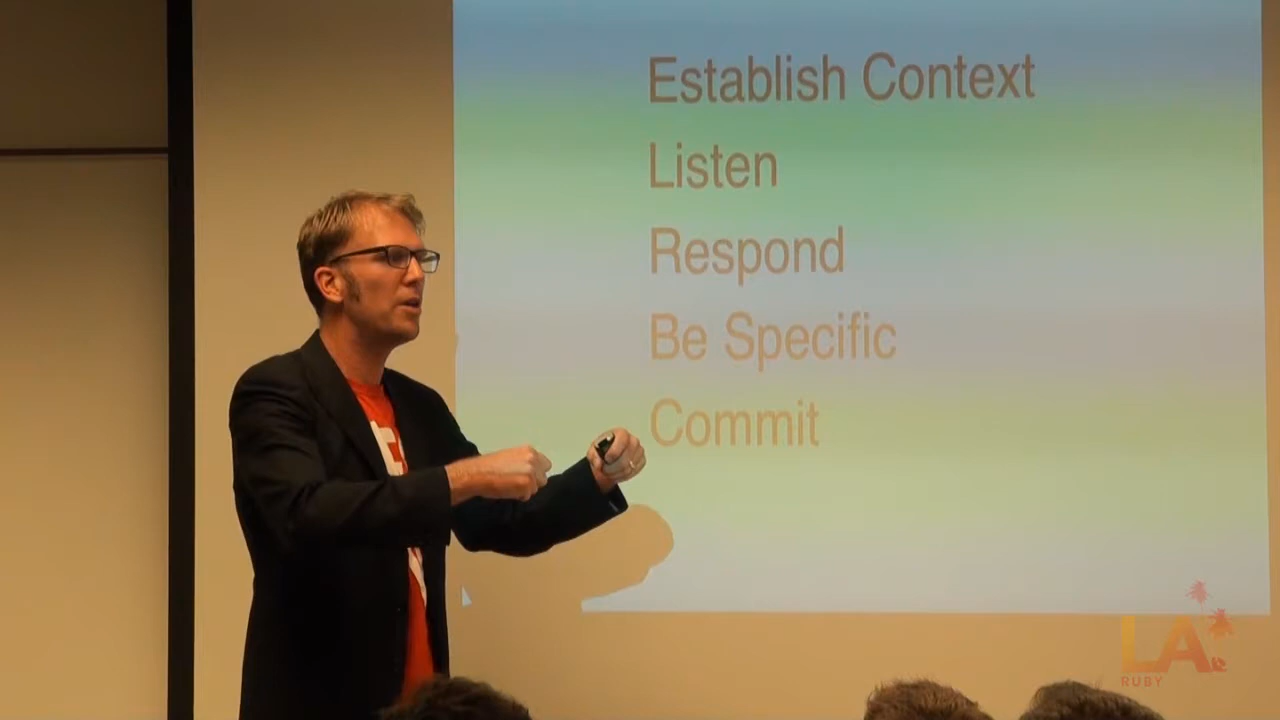 Establish Context
Listen
Respond
Be Specific
Commit
LA
RUBY